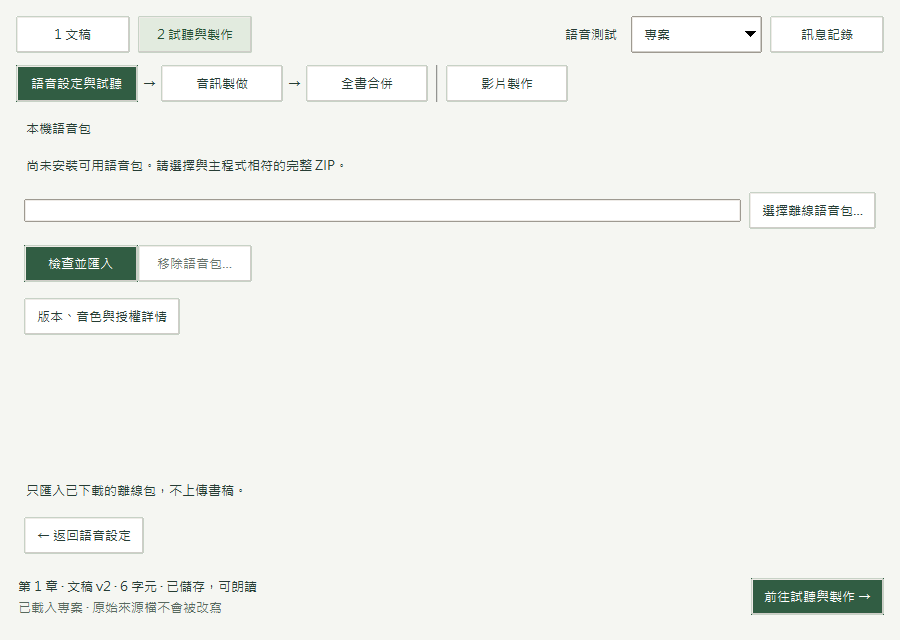 1 文稿
2 試聽與製作
語音測試
專案
訊息記錄
語音設定與試聽 → 音訊製做 → 全書合併
影片製作
本機語音包
尚未安裝可用語音包。請選擇與主程式相符的完整 ZIP。
選擇離線語音包...
檢查並匯入
移除語音包...
版本、音色與授權詳情
只匯入已下載的離線包，不上傳書稿。
← 返回語音設定
第 1 章 · 文稿 v2 · 6 字元 · 已儲存，可朗讀
已載入專案 · 原始來源檔不會被改寫
前往試聽與製作 →